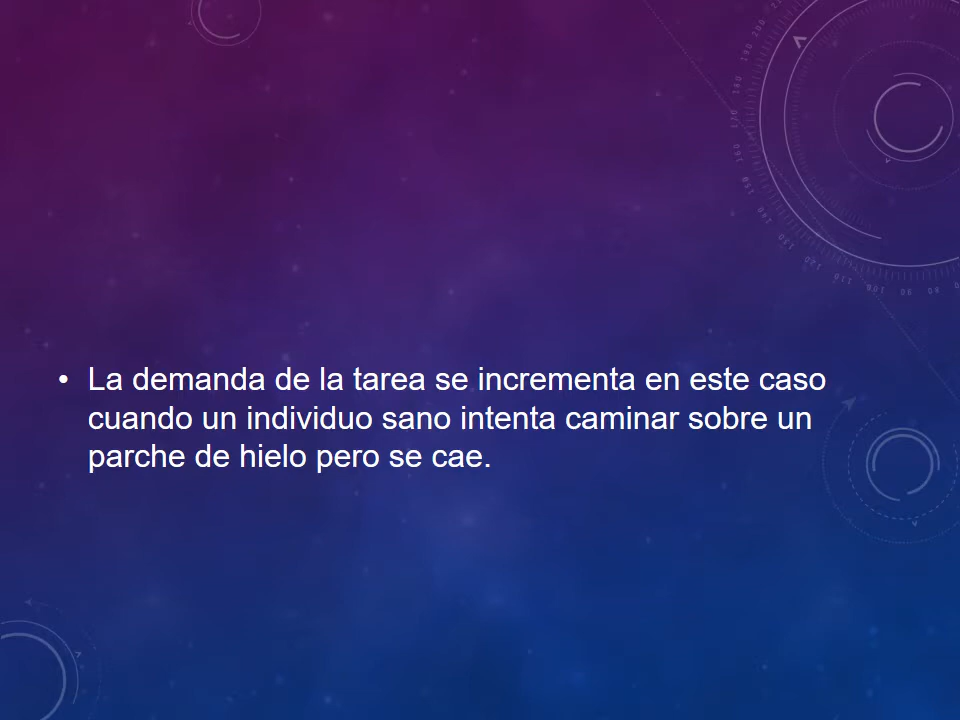 • La demanda de la tarea se incrementa en este caso
cuando un individuo sano intenta caminar sobre un
parche de hielo pero se cae.